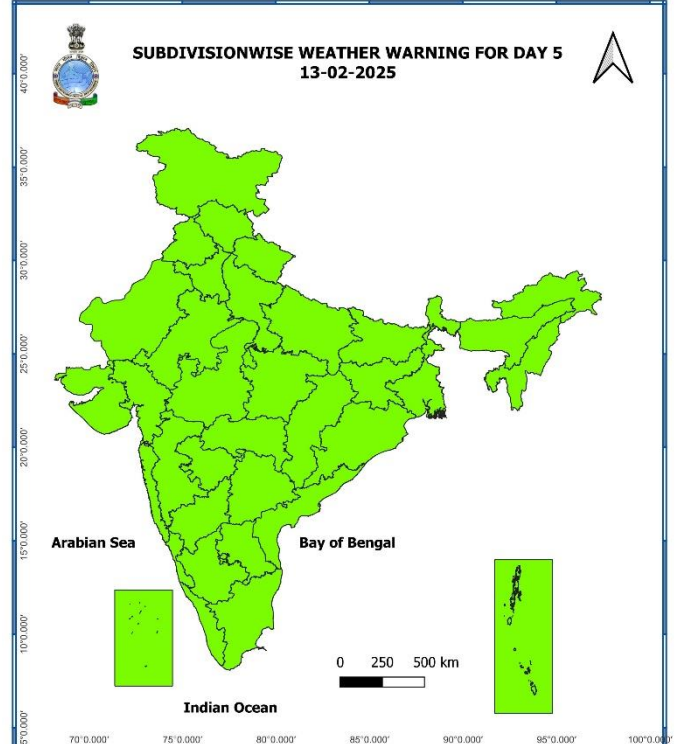 SUBDIVISIONWISE WEATHER WARNING FOR DAY 5
13-02-2025
40°0.000'
35°0.000'
30°0.000'
25°0.000'
20°0.000'
15°0.000'
10°0.000'
5°0.000'
Arabian Sea
Bay of Bengal
0 250 500 km
Indian Ocean
70°0.000' 75°0.000' 80°0.000' 85°0.000' 90°0.000' 95°0.000' 100°0.000'